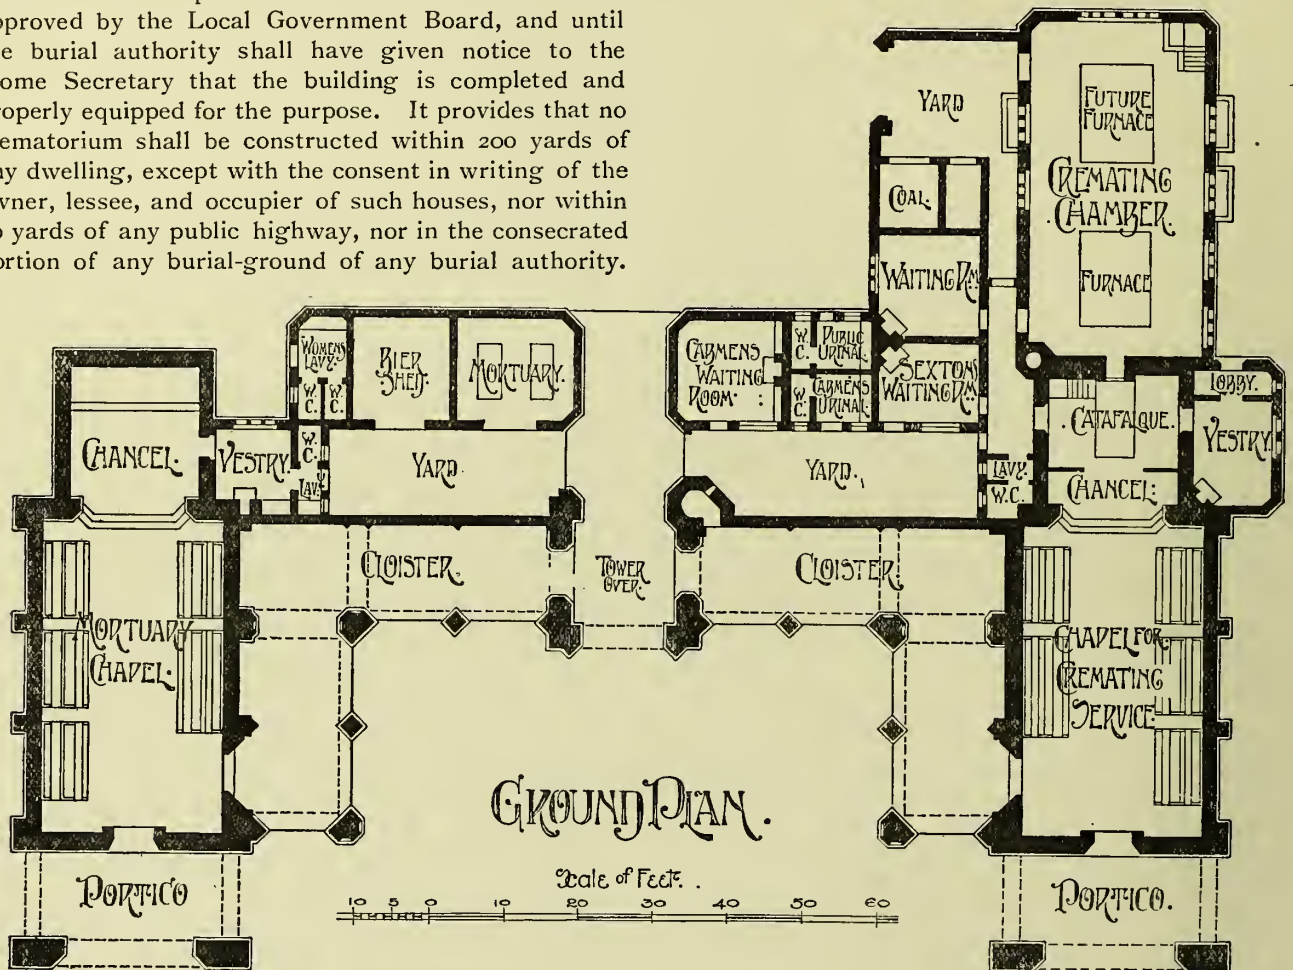 pproved by the Local Government Board, and until
e burial authority shall have given notice to the
ome Secretary that the building is completed and
roperly equipped for the purpose. It provides that no
ematorium shall be constructed within 200 yards of
y dwelling, except with the consent in writing of the
wner, lessee, and occupier of such houses, nor within
yards of any public highway, nor in the consecrated
ortion of any burial-ground of any burial authority.
YARD
FUTURE
FURNACE
CREMATING
CHAMBER.
FURNACE
COAL.
WAITING RM
WOMENS
LAVY.
W.
C.
W.
C.
BIER
SHED.
MORTUARY.
CARMENS
WAITING
ROOM.
W.
C.
PUBLIC
URINAL.
W.
C.
CARMENS
URINAL.
SEXTONS
WAITING RM
LOBBY.
CATAFALQUE.
VESTRY.
CHANCEL.
VESTRY.
W.
C.
LAVY
YARD.
YARD.
LAVY.
W.C.
CHANCEL:
CLOISTER.
TOWER
OVER.
CLOISTER.
MORTUARY
CHAPEL.
CHAPEL FOR
CREMATING
SERVICE
GROUND PLAN.
Scale of Feet.
10 5 0 10 20 30 40 50 60
PORTICO
PORTICO.